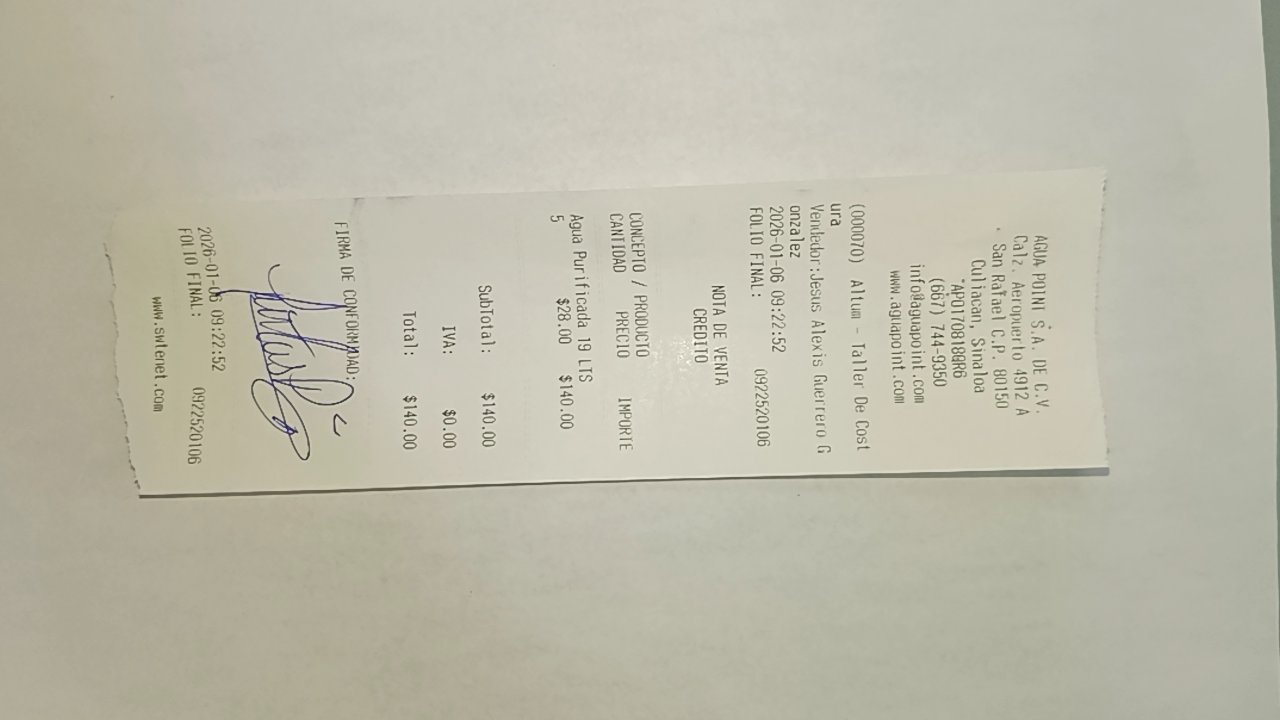 AGUA POINT S.A. DE C.V.
Calz. Aeropuerto 4912 A
San Rafael C.P. 80150
Culiacan, Sinaloa
APO170818QR6
(667) 744-9350
info@aguapoint.com
www.aguapoint.com
(000070) Altum - Taller De Cost
ura
Vendedor:Jesus Alexis Guerrero G
onzalez
2026-01-06 09:22:52
FOLIO FINAL: 0922520106
NOTA DE VENTA
CREDITO
CONCEPTO / PRODUCTO
CANTIDAD PRECIO IMPORTE
Agua Purificada 19 LTS
5 $28.00 $140.00
SubTotal: $140.00
IVA: $0.00
Total: $140.00
FIRMA DE CONFORMIDAD:
2026-01-06 09:22:52
FOLIO FINAL: 0922520106
www.swtenet.com